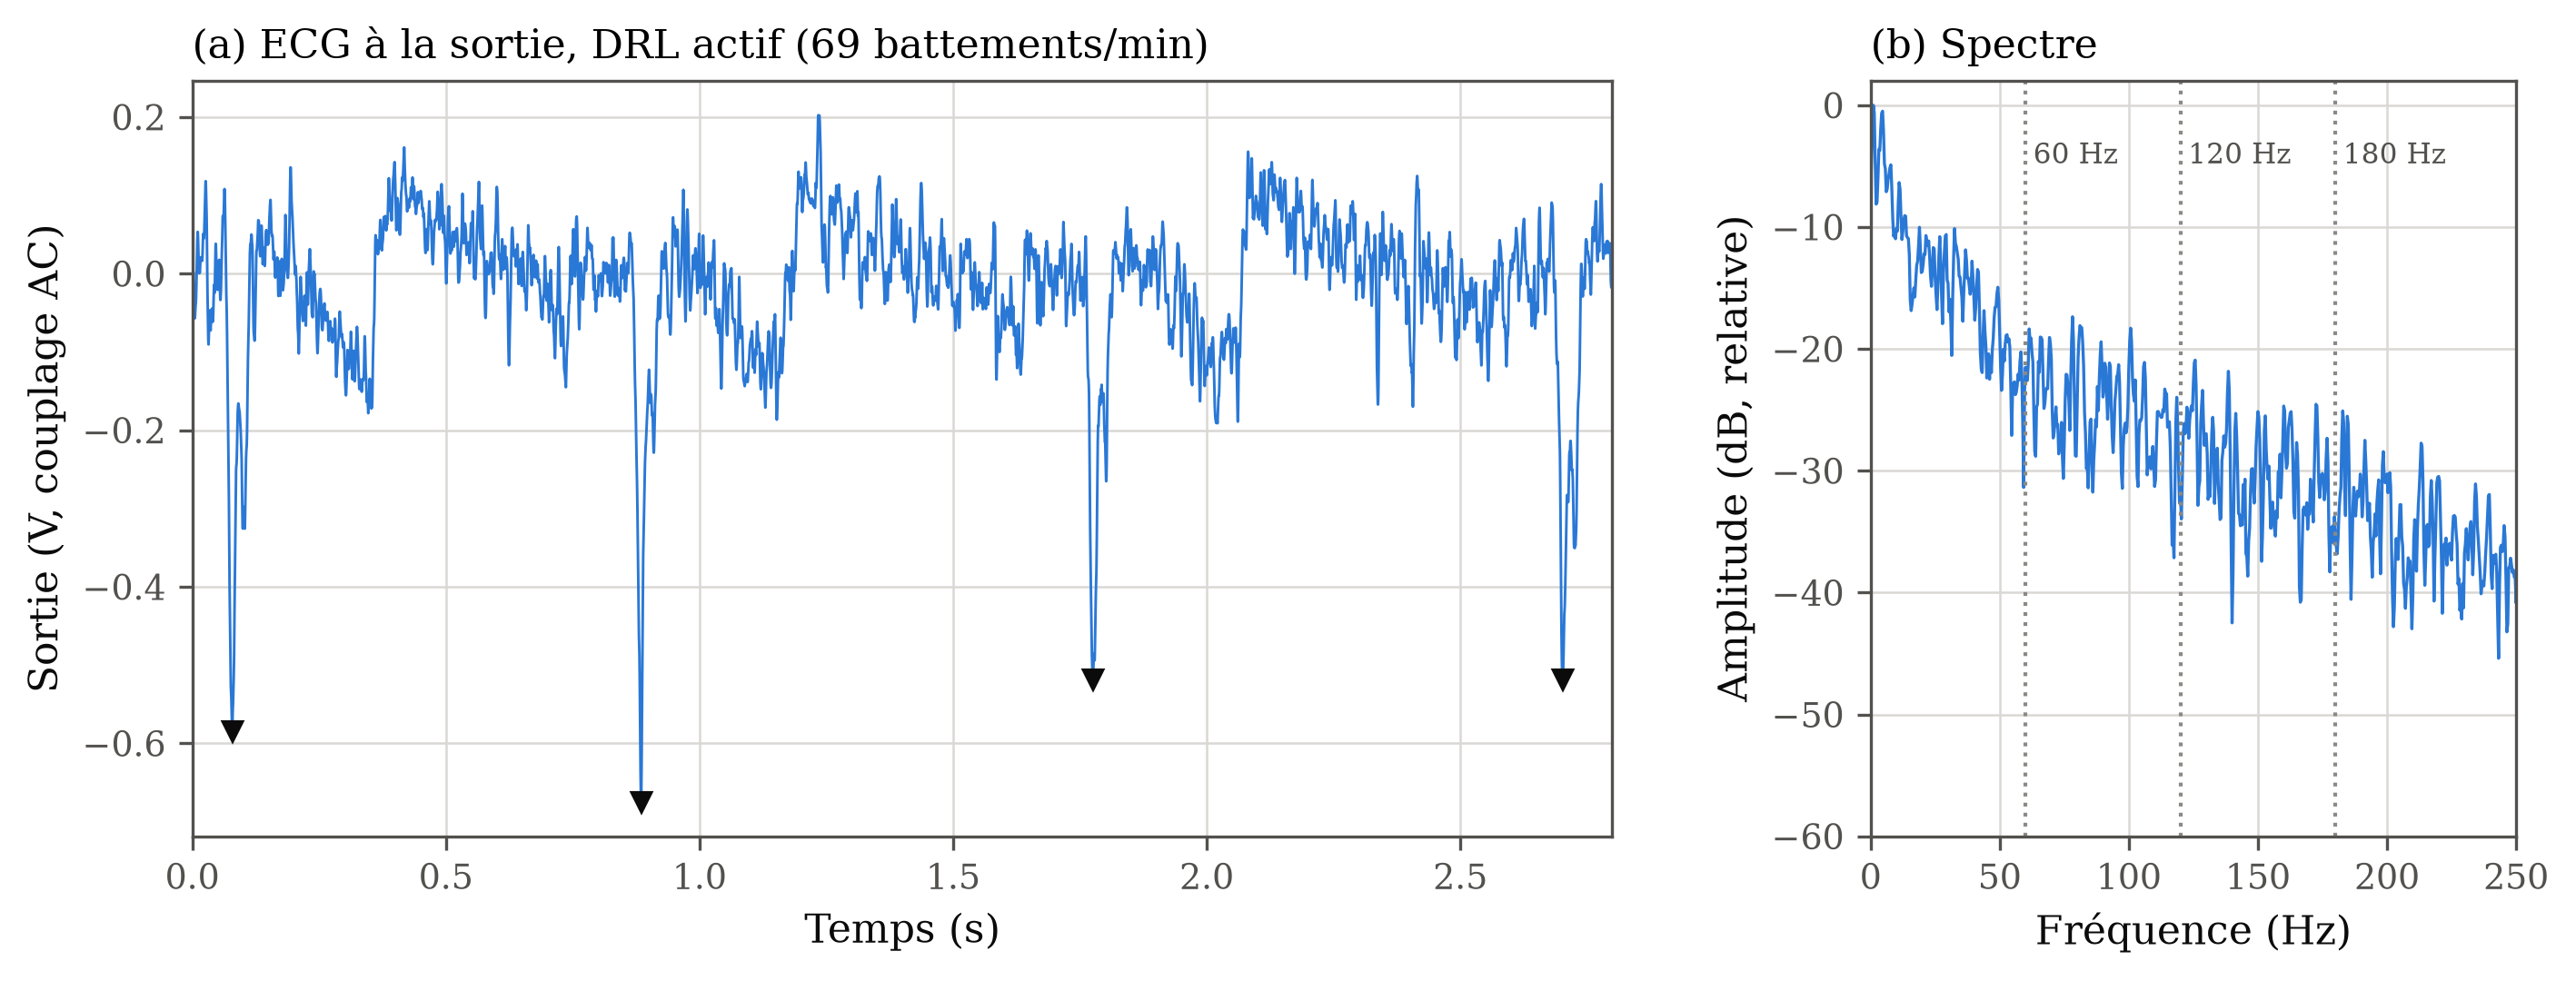 (a) ECG à la sortie, DRL actif (69 battements/min)
Sortie (V, couplage AC)
0.2
0.0
−0.2
−0.4
−0.6
0.0 0.5 1.0 1.5 2.0 2.5
Temps (s)
(b) Spectre
Amplitude (dB, relative)
0
−10
−20
−30
−40
−50
−60
60 Hz 120 Hz 180 Hz
0 50 100 150 200 250
Fréquence (Hz)